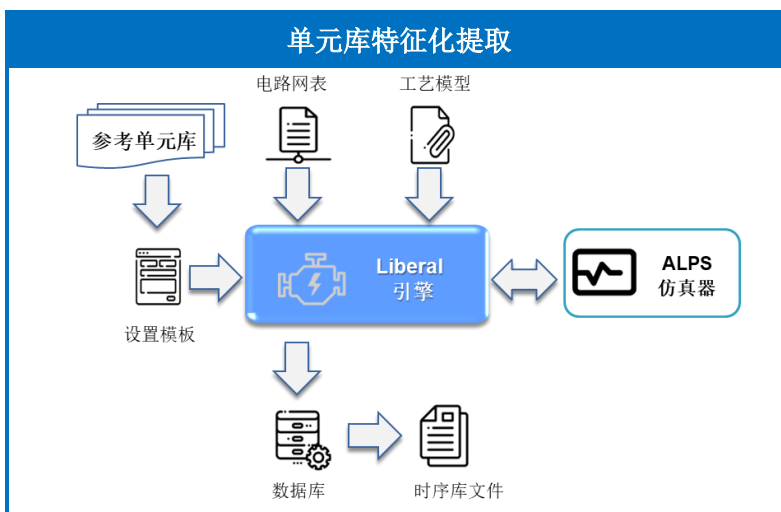 单元库特征化提取
电路网表
工艺模型
参考单元库
Liberal
引擎
ALPS
仿真器
设置模板
数据库
时序库文件